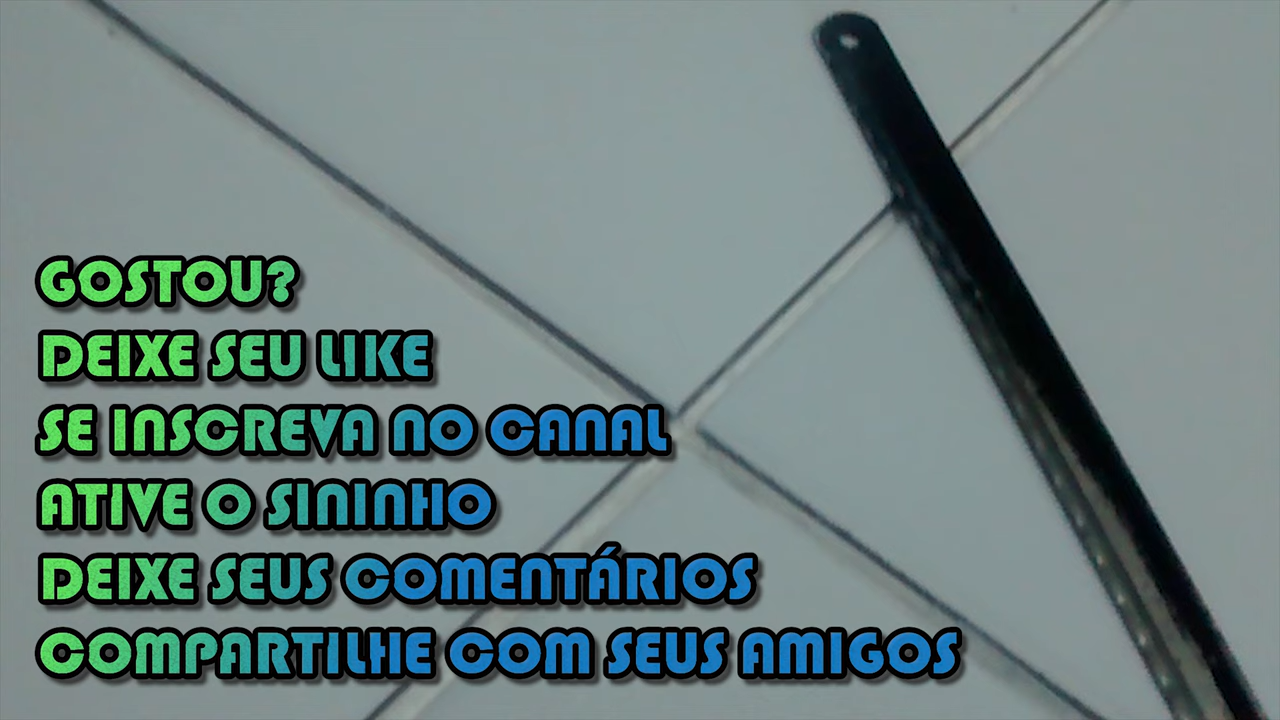 GOSTOU?
DEIXE SEU LIKE
SE INSCREVA NO CANAL
ATIVE O SININHO
DEIXE SEUS COMENTÁRIOS
COMPARTILHE COM SEUS AMIGOS